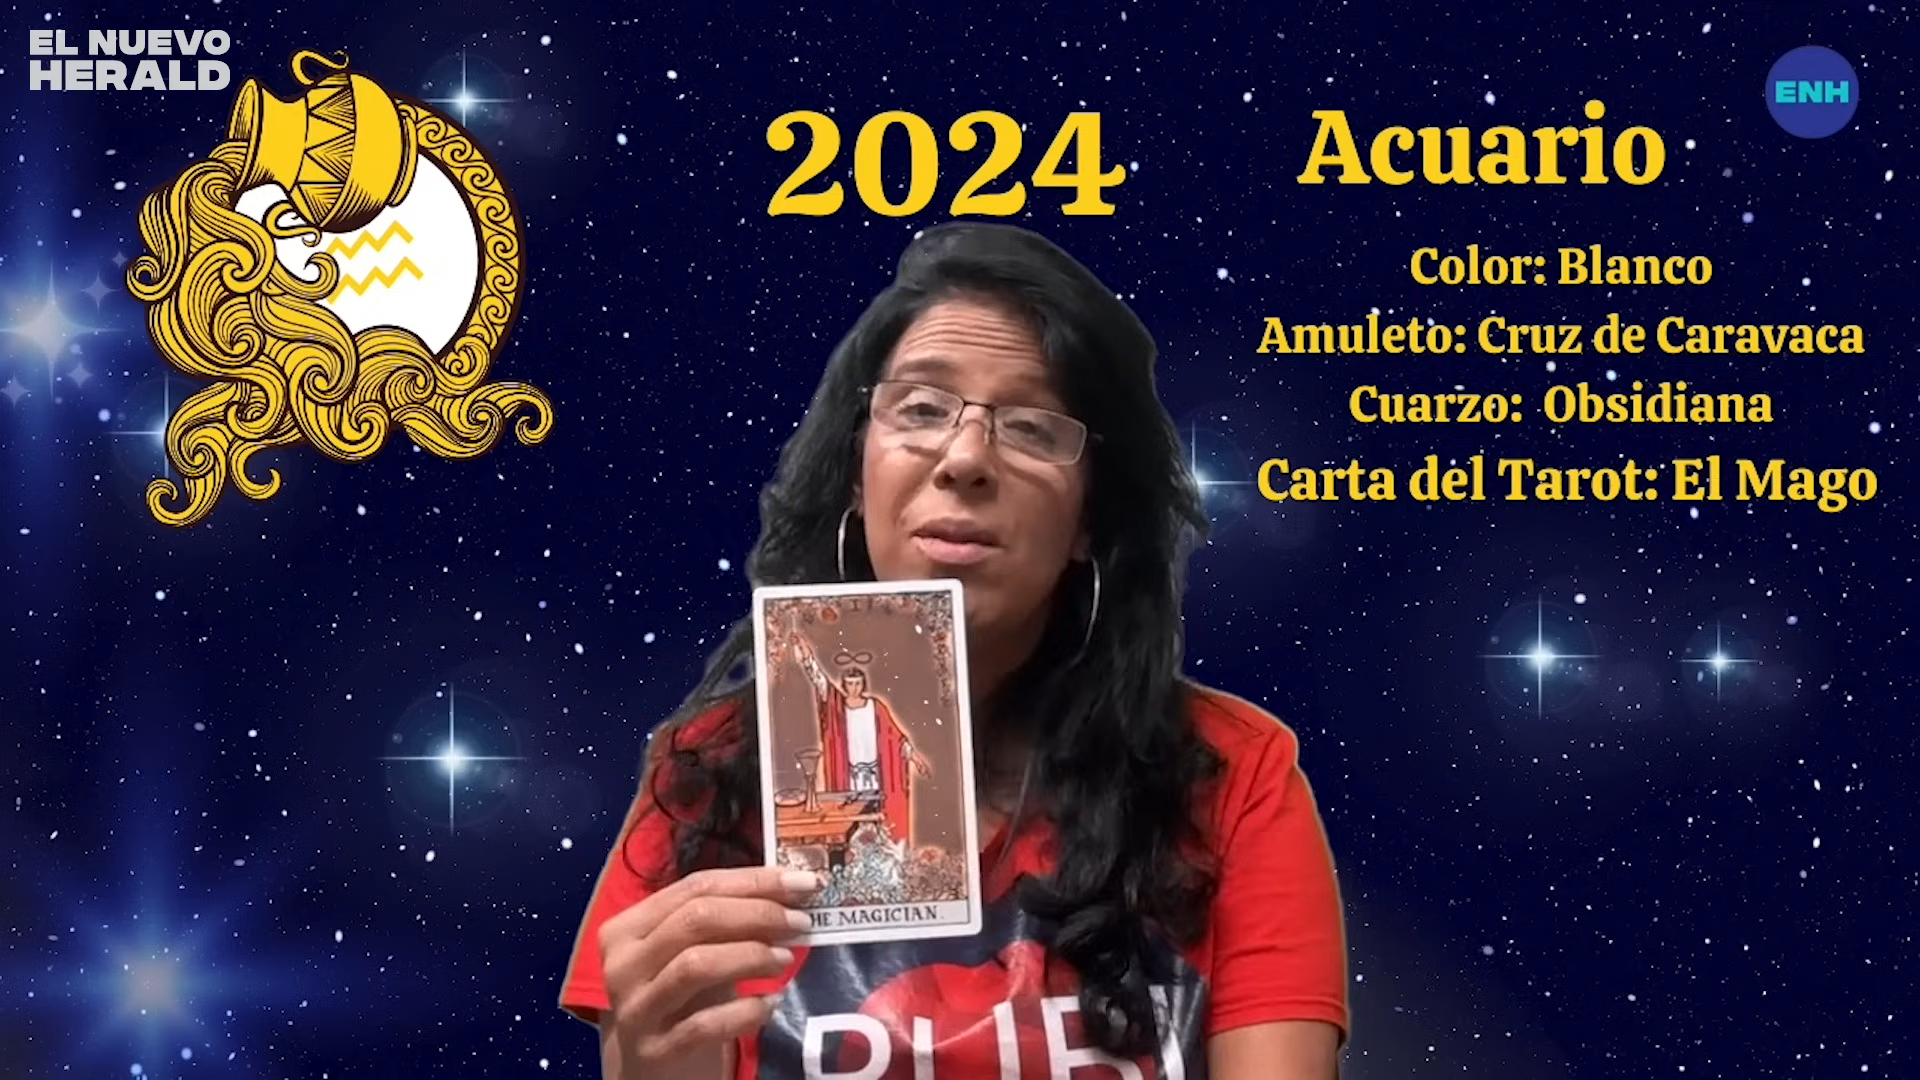 EL NUEVO
HERALD
ENH
2024
Acuario
Color: Blanco
Amuleto: Cruz de Caravaca
Cuarzo: Obsidiana
Carta del Tarot: El Mago
I
HE MAGICIAN.